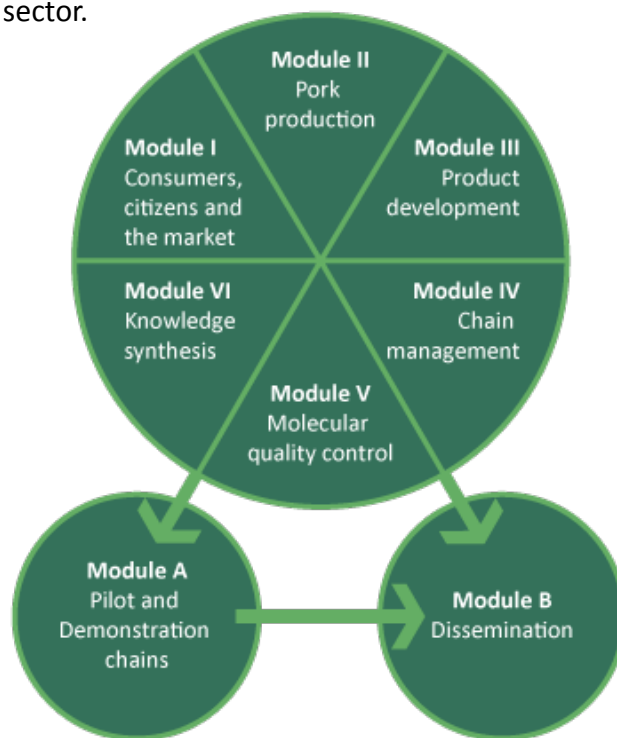 sector.
Module II
Pork
production
Module I
Consumers,
citizens and
the market
Module III
Product
development
Module VI
Knowledge
synthesis
Module IV
Chain
management
Module V
Molecular
quality control
Module A
Pilot and
Demonstration
chains
Module B
Dissemination